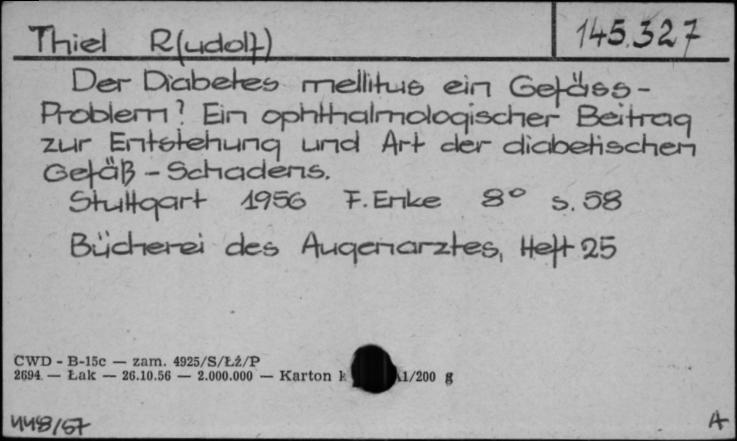 Thiel R(udolf) 145.327
Der Diabetes mellitus ein Gefäss-
Problem? Ein ophthalmologischer Beitrag
zur Entstehung und Art der diabetischen
Gefäß - Schadens.
Stuttgart 1956 F. Enke 8° s. 58
Bücherei des Augenarztes, Heft 25
CWD - B-15c — zam. 4925/S/Łź/P
2694 — Łak — 26.10.56 — 2.000.000 — Karton 1/200 g
448/57 A